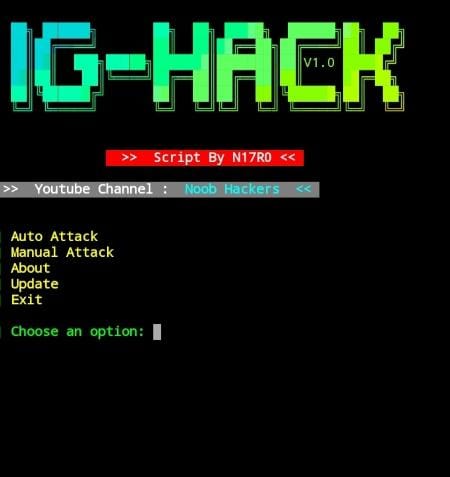 IG-HACK
V1.0
>> Script By N17R0 <<
>> Youtube Channel : Noob Hackers <<
Auto Attack
Manual Attack
About
Update
Exit
Choose an option: